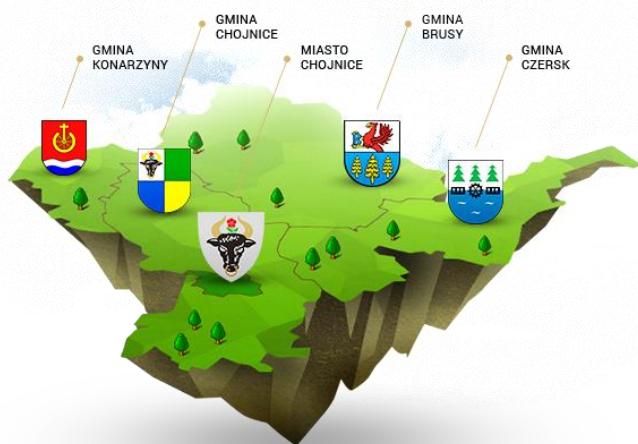 GMINA
KONARZYNY
GMINA
CHOJNICE
MIASTO
CHOJNICE
GMINA
BRUSY
GMINA
CZERSK